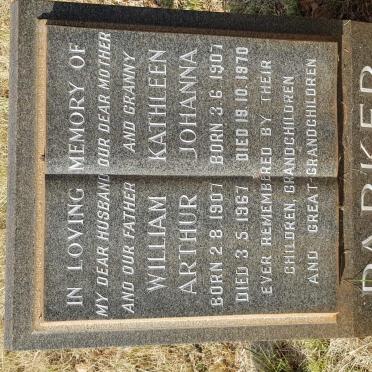 IN LOVING MEMORY OF
MY DEAR HUSBAND
AND OUR FATHER
WILLIAM
ARTHUR
BORN 2.8.1907
DIED 3.5.1967
OUR DEAR MOTHER
AND GRANNY
KATHLEEN
JOHANNA
BORN 3.6.1907
DIED 19.10.1970
EVER REMEMBERED BY THEIR
CHILDREN, GRANDCHILDREN
AND GREAT GRANDCHILDREN
PARKER